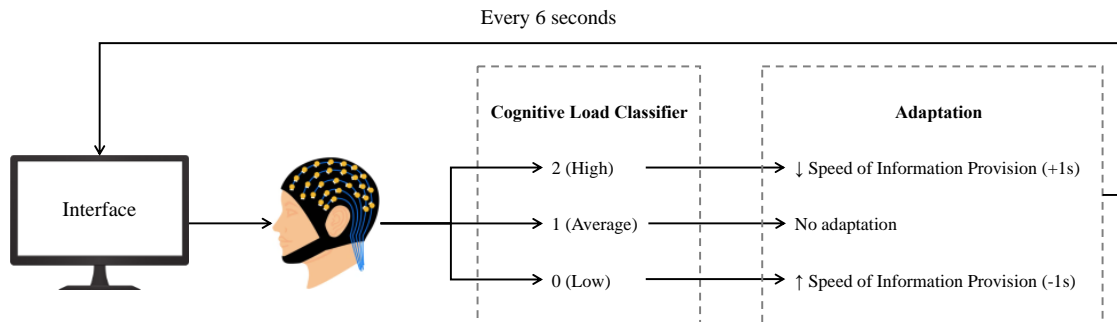 Every 6 seconds
Cognitive Load Classifier
Adaptation
2 (High)
↓ Speed of Information Provision (+1s)
Interface
1 (Average)
No adaptation
0 (Low)
↑ Speed of Information Provision (-1s)